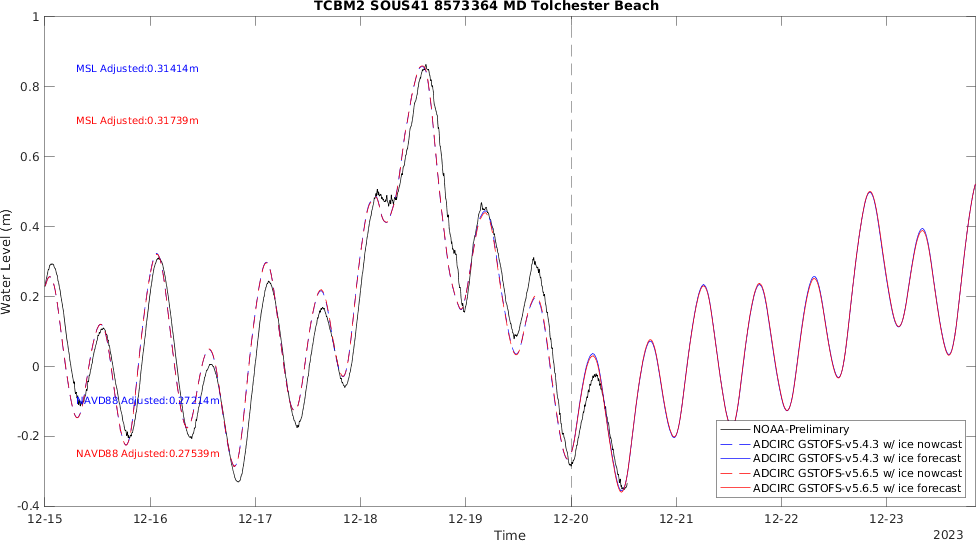 TCBM2 SOUS41 8573364 MD Tolchester Beach
1
0.8
0.6
0.4
0.2
0
-0.2
-0.4
Water Level (m)
MSL Adjusted:0.31414m
MSL Adjusted:0.31739m
NAVD88 Adjusted:0.27214m
NAVD88 Adjusted:0.27539m
NOAA-Preliminary
ADCIRC GSTOFS-v5.4.3 w/ ice nowcast
ADCIRC GSTOFS-v5.4.3 w/ ice forecast
ADCIRC GSTOFS-v5.6.5 w/ ice nowcast
ADCIRC GSTOFS-v5.6.5 w/ ice forecast
12-15 12-16 12-17 12-18 12-19 12-20 12-21 12-22 12-23
Time
2023